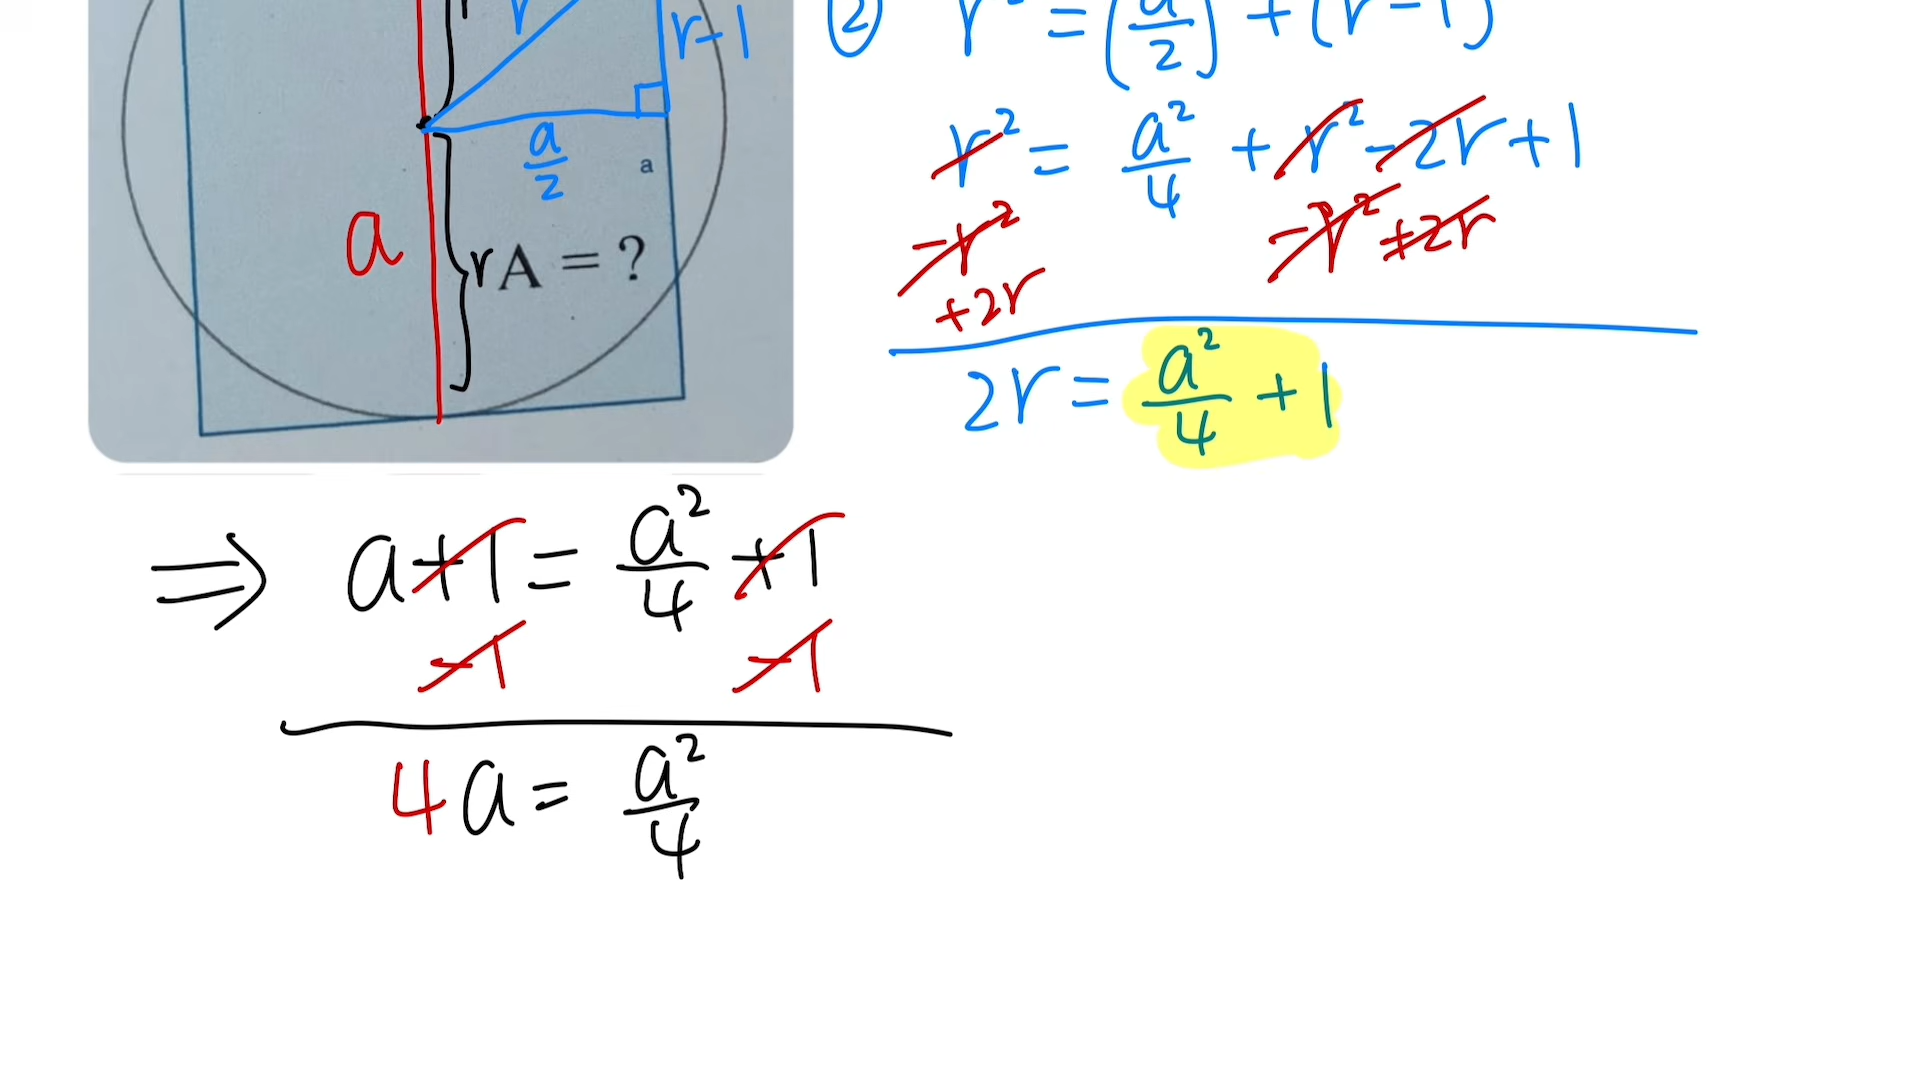 r
r-1
a/2
a
a
r A = ?
② r² = (a/2)² + (r-1)²
r² = a²/4 + r² - 2r + 1
-r² -r² +2r
+2r
2r = a²/4 + 1
⇒ a+1 = a²/4 + 1
-1 -1
4a = a²/4